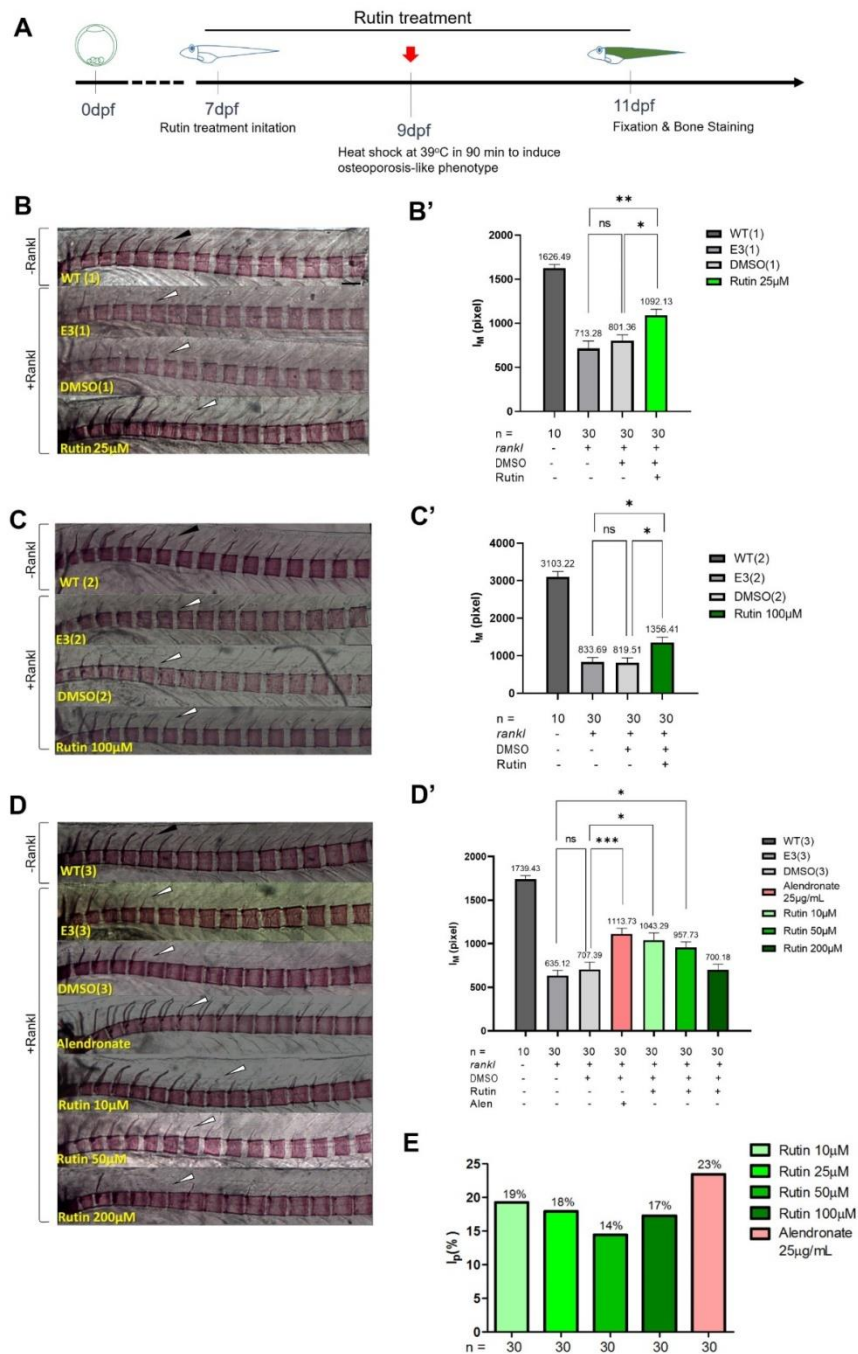 A
Rutin treatment
0dpf
7dpf
9dpf
11dpf
Rutin treatment initation
Fixation & Bone Staining
Heat shock at 39°C in 90 min to induce
osteoporosis-like phenotype
B
-Rankl
+Rankl
WT (1)
E3(1)
DMSO(1)
Rutin 25µM
B'
** 
ns
*
I_M (pixel)
2000
1500
1000
500
0
1626.49
713.28
801.36
1092.13
WT(1)
E3(1)
DMSO(1)
Rutin 25µM
n = 10 30 30 30
rankl - + + +
DMSO - - + +
Rutin - - - +
C
-Rankl
+Rankl
WT (2)
E3(2)
DMSO(2)
Rutin 100µM
C'
*
ns
*
I_M (pixel)
4000
3000
2000
1000
0
3103.22
833.69
819.51
1356.41
WT(2)
E3(2)
DMSO(2)
Rutin 100µM
n = 10 30 30 30
rankl - + + +
DMSO - - + +
Rutin - - - +
D
-Rankl
+Rankl
WT(3)
E3(3)
DMSO(3)
Alendronate
Rutin 10µM
Rutin 50µM
Rutin 200µM
D'
*
*
ns
***
I_M (pixel)
2000
1500
1000
500
0
1739.43
635.12
707.39
1113.73
1043.29
957.73
700.18
WT(3)
E3(3)
DMSO(3)
Alendronate
25µg/mL
Rutin 10µM
Rutin 50µM
Rutin 200µM
n = 10 30 30 30 30 30 30
rankl - + + + + + +
DMSO - - + + + + +
Rutin - - - - + + +
Alen - - - + - - -
E
I_p(%)
25
20
15
10
5
0
19%
18%
14%
17%
23%
n = 30 30 30 30 30
Rutin 10µM
Rutin 25µM
Rutin 50µM
Rutin 100µM
Alendronate
25µg/mL